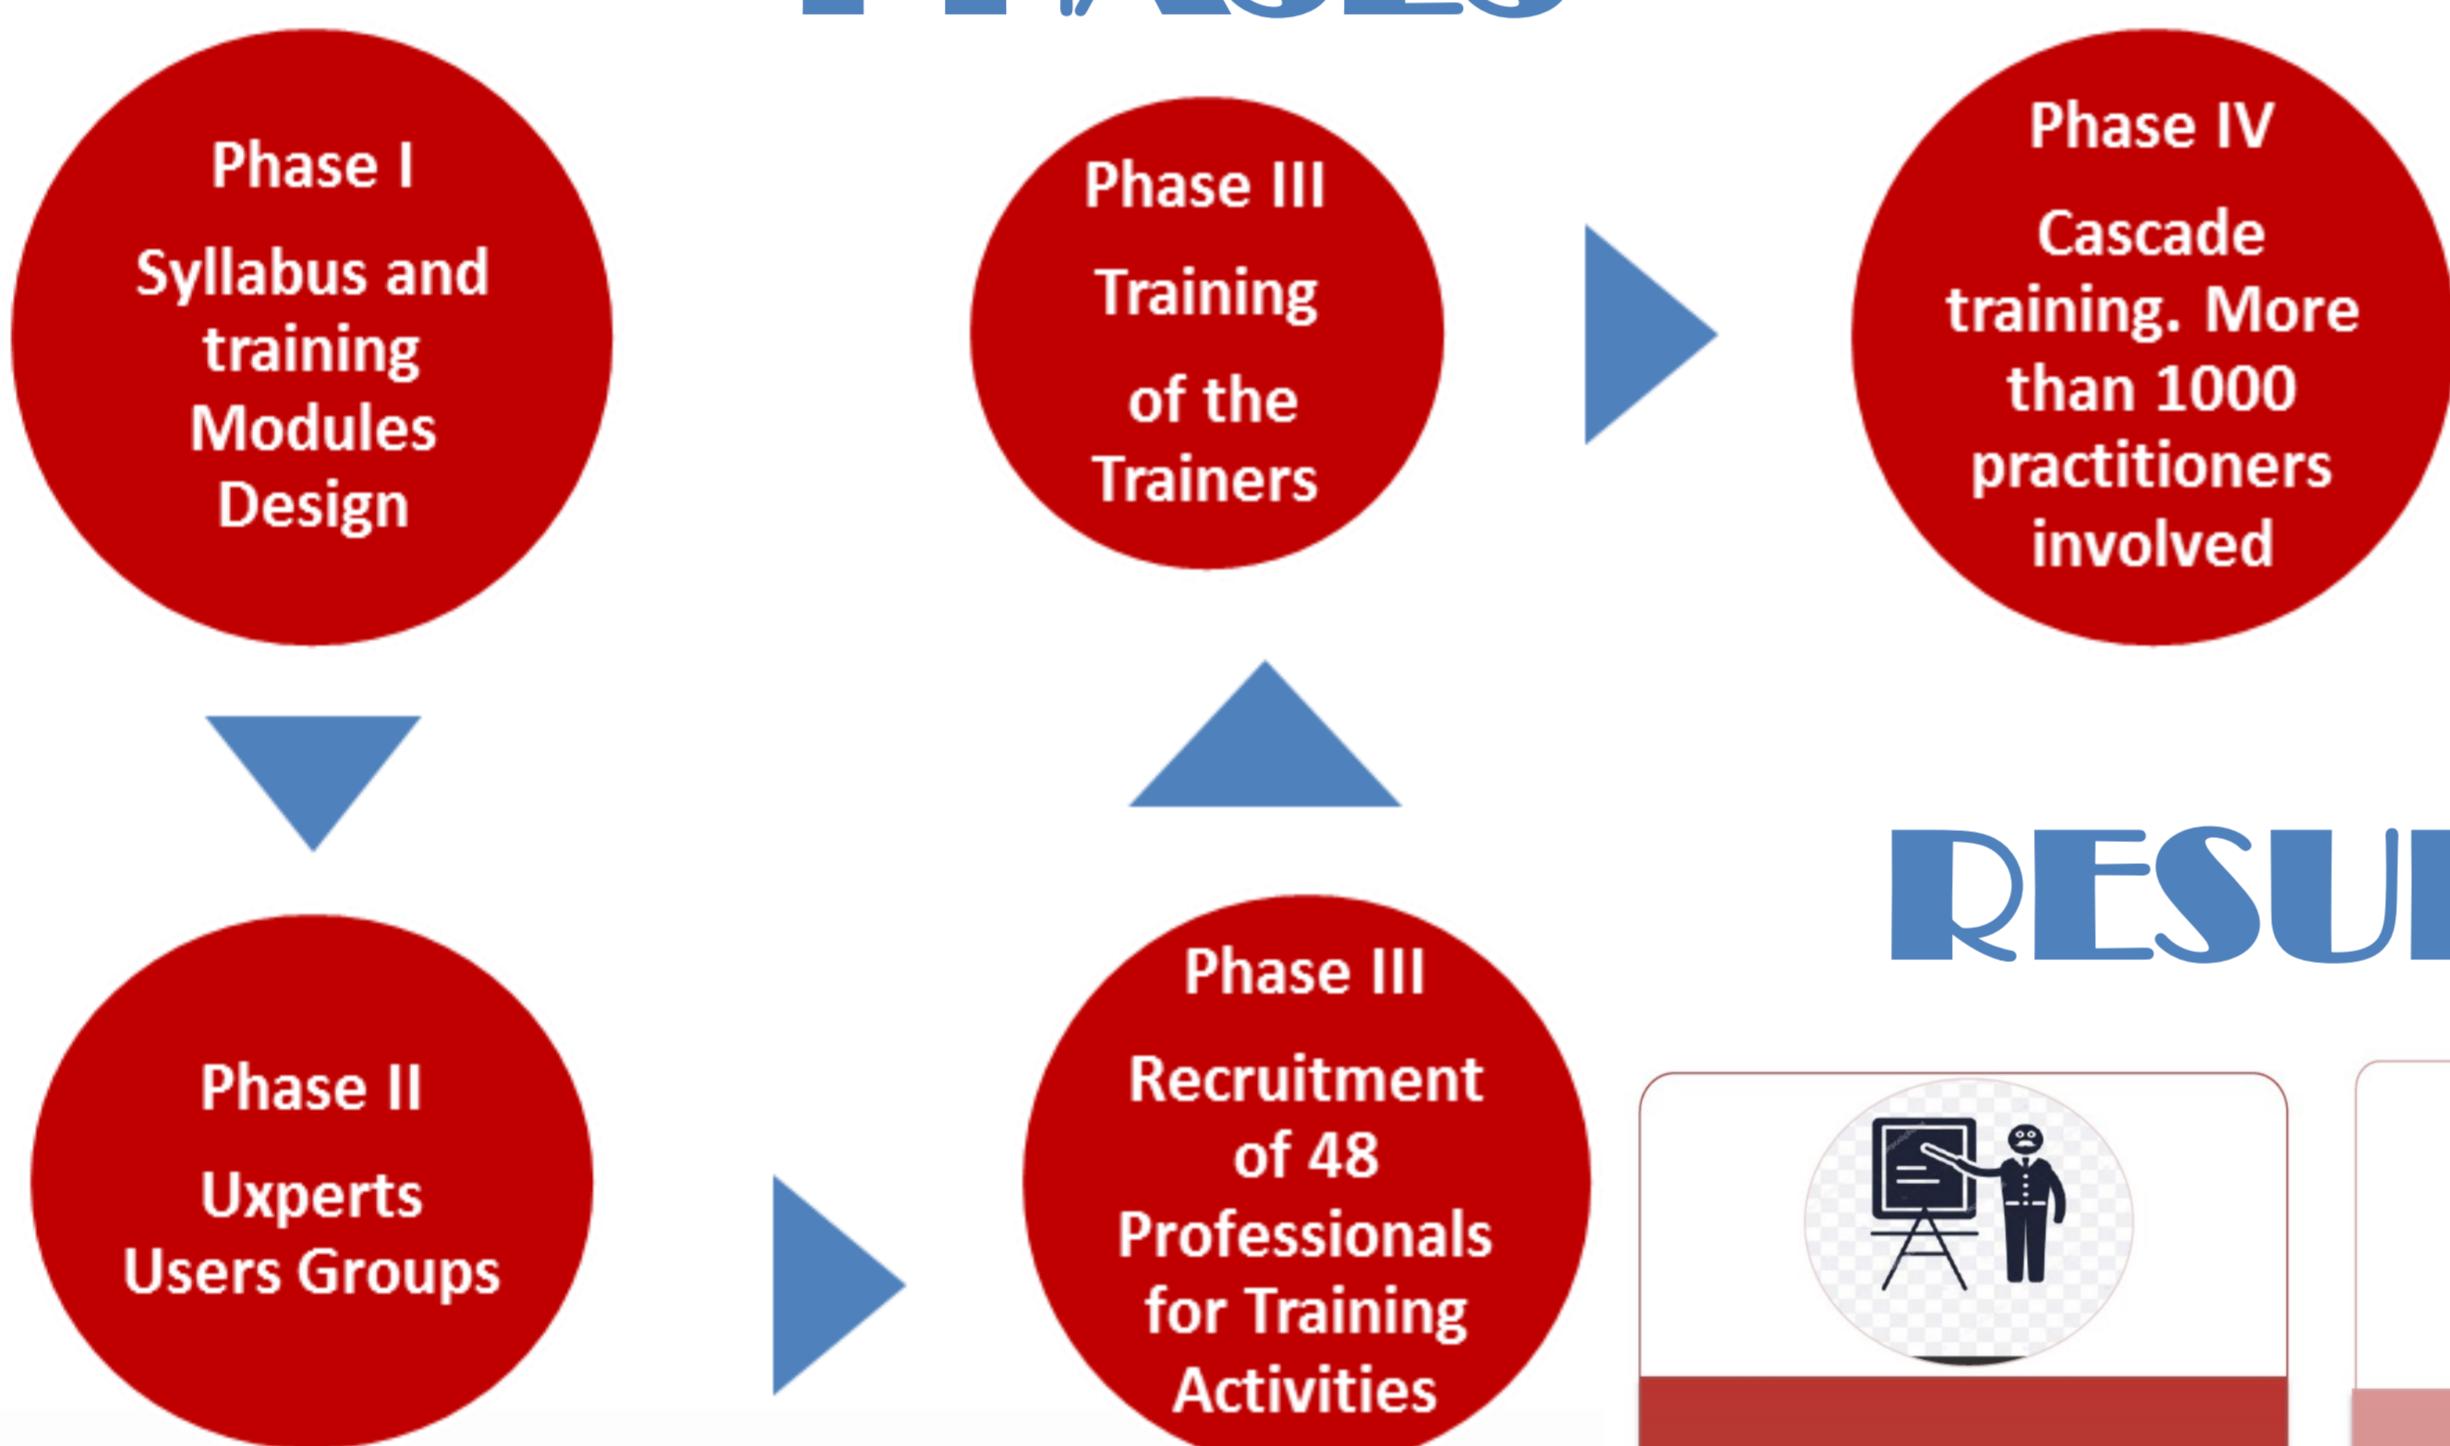 Phase I
Syllabus and
training
Modules
Design
Phase II
Uxperts
Users Groups
Phase III
Recruitment
of 48
Professionals
for Training
Activities
Phase III
Training
of the
Trainers
Phase IV
Cascade
training. More
than 1000
practitioners
involved